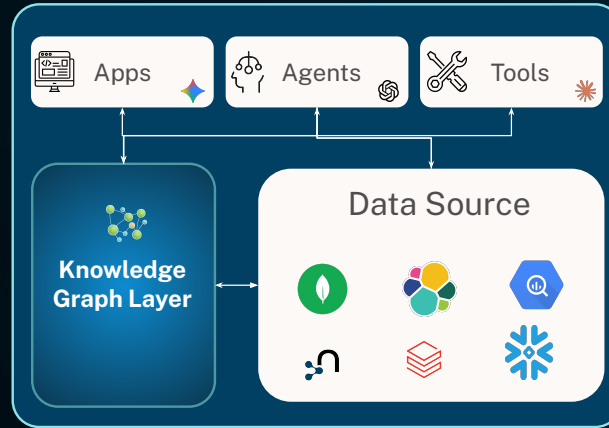 Apps
Agents
Tools
Data Source
Knowledge
Graph Layer